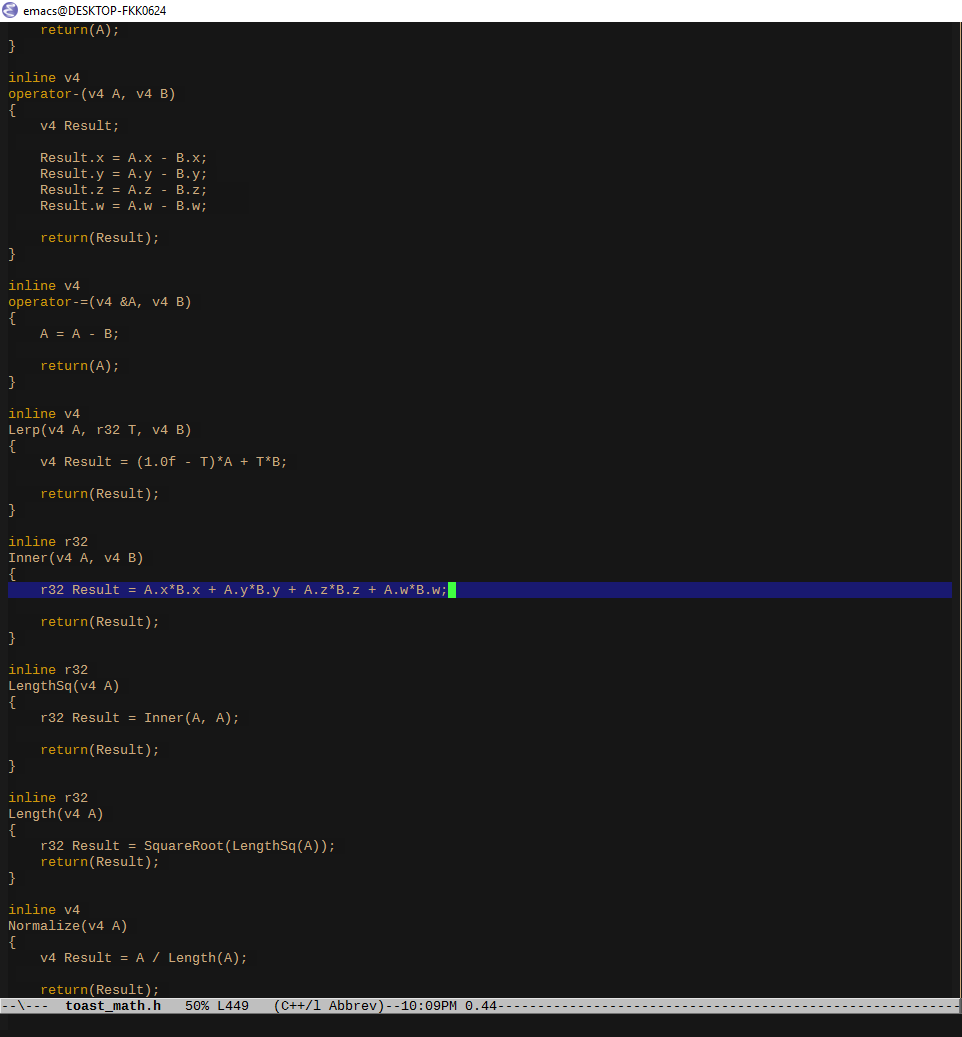 emacs@DESKTOP-FKK0624
    return(A);
}

inline v4
operator-(v4 A, v4 B)
{
    v4 Result;

    Result.x = A.x - B.x;
    Result.y = A.y - B.y;
    Result.z = A.z - B.z;
    Result.w = A.w - B.w;

    return(Result);
}

inline v4
operator-=(v4 &A, v4 B)
{
    A = A - B;

    return(A);
}

inline v4
Lerp(v4 A, r32 T, v4 B)
{
    v4 Result = (1.0f - T)*A + T*B;

    return(Result);
}

inline r32
Inner(v4 A, v4 B)
{
    r32 Result = A.x*B.x + A.y*B.y + A.z*B.z + A.w*B.w;

    return(Result);
}

inline r32
LengthSq(v4 A)
{
    r32 Result = Inner(A, A);

    return(Result);
}

inline r32
Length(v4 A)
{
    r32 Result = SquareRoot(LengthSq(A));
    return(Result);
}

inline v4
Normalize(v4 A)
{
    v4 Result = A / Length(A);

    return(Result);
--\---  toast_math.h   50% L449   (C++/l Abbrev)--10:09PM 0.44----------------------------------------------------------